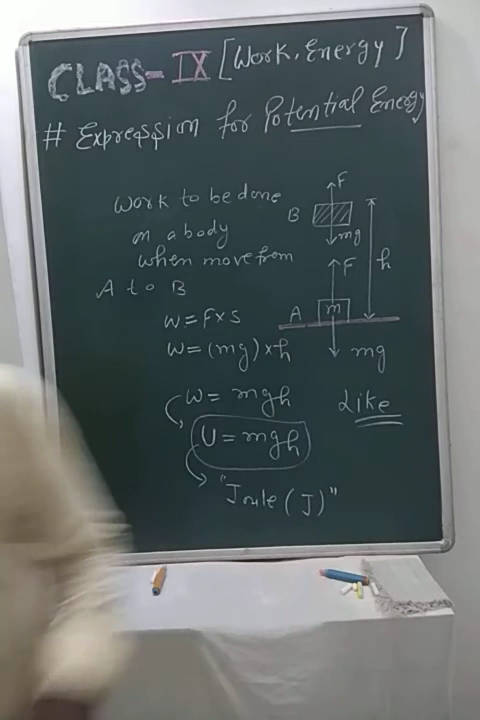 CLASS-IX [Work, Energy]
# Expression for Potential Energy
Work to be done
on a body
when move from
A to B
W = F x s
W = (mg) x h
W = mgh
U = mgh
"Joule (J)"
F
B
mg
F
h
A
m
mg
Like